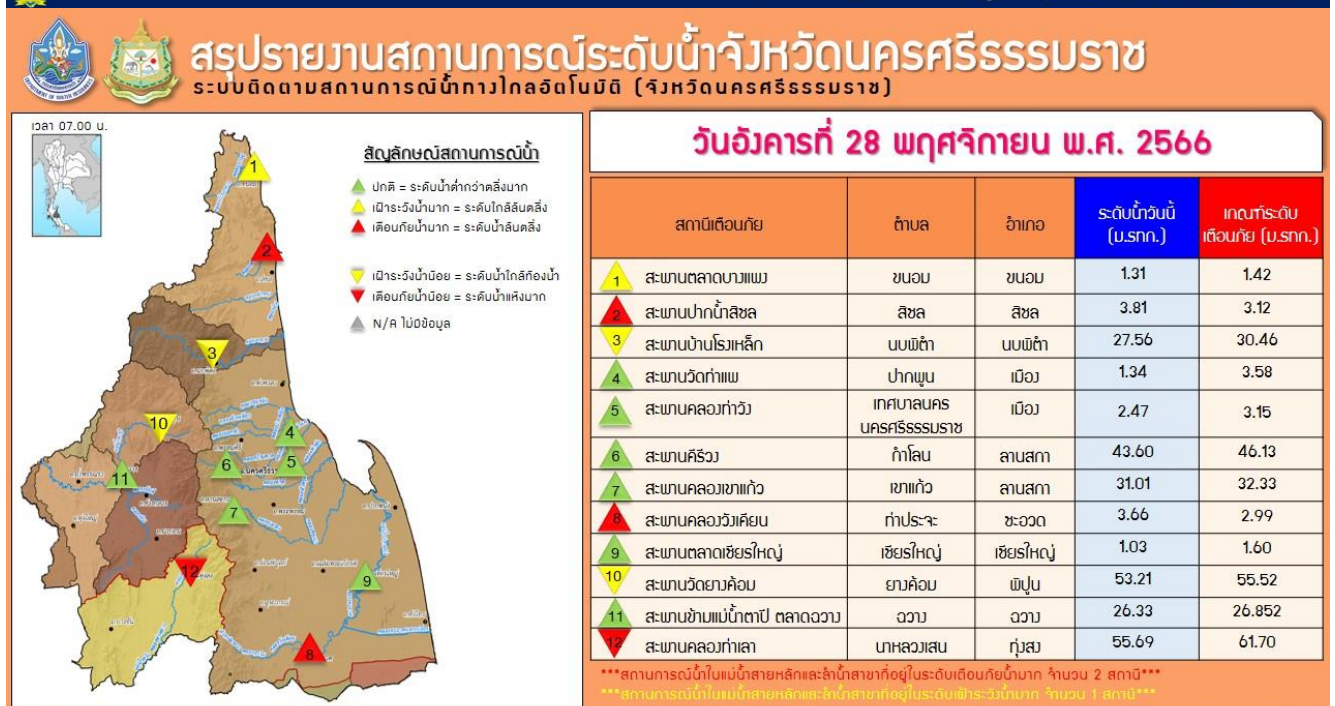 สรุปรายงานสถานการณ์ระดับน้ำจังหวัดนครศรีธรรมราช
ระบบติดตามสถานการณ์น้ำทางไกลอัตโนมัติ (จังหวัดนครศรีธรรมราช)
เวลา 07.00 น.
สัญลักษณ์สถานการณ์น้ำ
ปกติ = ระดับน้ำต่ำกว่าตลิ่งมาก
เฝ้าระวังน้ำมาก = ระดับใกล้ล้นตลิ่ง
เตือนภัยน้ำมาก = ระดับน้ำล้นตลิ่ง
เฝ้าระวังน้ำน้อย = ระดับน้ำใกล้ท้องน้ำ
เตือนภัยน้ำน้อย = ระดับน้ำแห้งมาก
N/A ไม่มีข้อมูล
1
2
3
10
4
11
6
5
7
12
9
8
วันอังคารที่ 28 พฤศจิกายน พ.ศ. 2566
สถานีเตือนภัย ตำบล อำเภอ ระดับน้ำวันนี้ (ม.รทก.) เกณฑ์ระดับเตือนภัย (ม.รทก.)
1 สะพานตลาดบางแพง ขนอม ขนอม 1.31 1.42
2 สะพานปากน้ำสิชล สิชล สิชล 3.81 3.12
3 สะพานบ้านโรงเหล็ก นบพิตำ นบพิตำ 27.56 30.46
4 สะพานวัดท่าแพ ปากพูน เมือง 1.34 3.58
5 สะพานคลองท่าวัง เทศบาลนครนครศรีธรรมราช เมือง 2.47 3.15
6 สะพานคีรีวง กำโลน ลานสกา 43.60 46.13
7 สะพานคลองเขาแก้ว เขาแก้ว ลานสกา 31.01 32.33
8 สะพานคลองวังเคียน ท่าประจะ ชะอวด 3.66 2.99
9 สะพานตลาดเชียรใหญ่ เชียรใหญ่ เชียรใหญ่ 1.03 1.60
10 สะพานวัดยางค้อม ยางค้อม พิปูน 53.21 55.52
11 สะพานข้ามแม่น้ำตาปี ตลาดฉวาง ฉวาง ฉวาง 26.33 26.852
12 สะพานคลองท่าเลา นาหลวงเสน ทุ่งสง 55.69 61.70
***สถานการณ์น้ำในแม่น้ำสายหลักและลำน้ำสาขาที่อยู่ในระดับเตือนภัยน้ำมาก จำนวน 2 สถานี***
***สถานการณ์น้ำในแม่น้ำสายหลักและลำน้ำสาขาที่อยู่ในระดับเฝ้าระวังน้ำมาก จำนวน 1 สถานี***